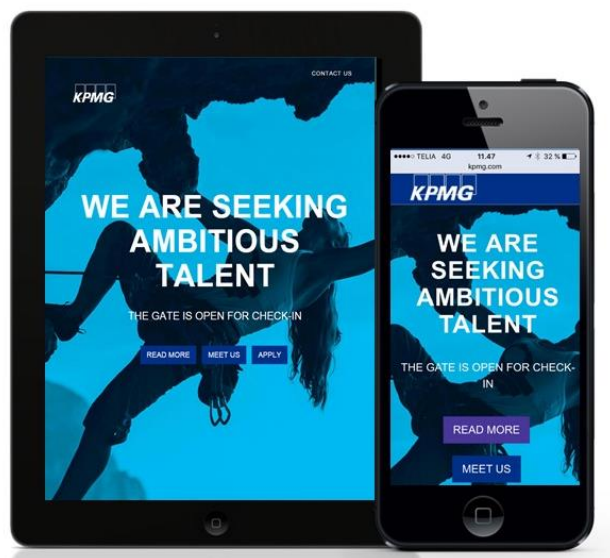 CONTACT US
KPMG
WE ARE SEEKING
AMBITIOUS
TALENT
THE GATE IS OPEN FOR CHECK-IN
READ MORE
MEET US
APPLY
TELIA 4G 11.47 32 %
kpmg.com
KPMG
WE ARE
SEEKING
AMBITIOUS
TALENT
THE GATE IS OPEN FOR CHECK-
IN
READ MORE
MEET US